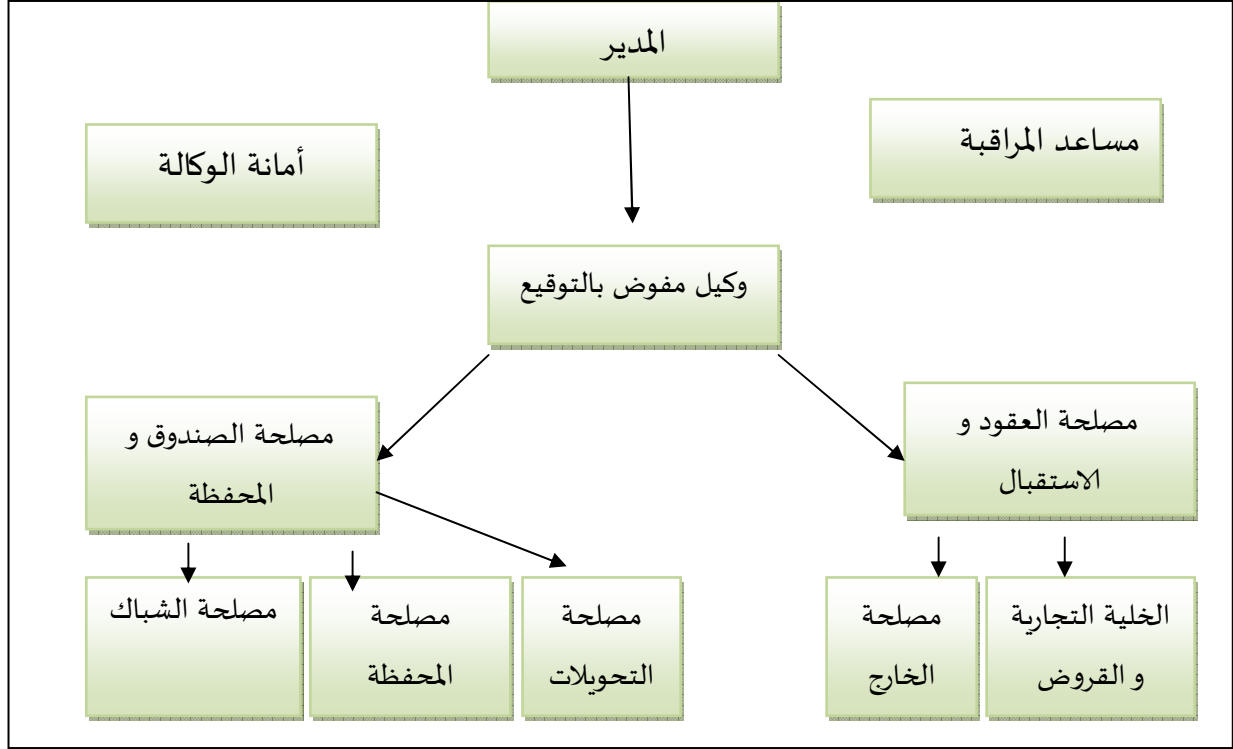 المدير
مساعد المراقبة
أمانة الوكالة
وكيل مفوض بالتوقيع
مصلحة العقود و
الاستقبال
مصلحة الصندوق و
المحفظة
الخلية التجارية
و القروض
مصلحة
الخارج
مصلحة
التحويلات
مصلحة
المحفظة
مصلحة الشباك